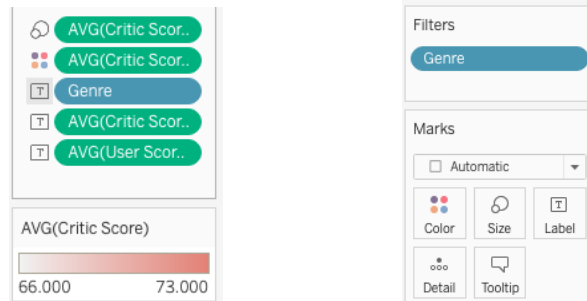 AVG(Critic Scor..
AVG(Critic Scor..
T Genre
T AVG(Critic Scor..
T AVG(User Scor..
AVG(Critic Score)
66.000 73.000
Filters
Genre
Marks
Automatic
T
Color Size Label
Detail Tooltip